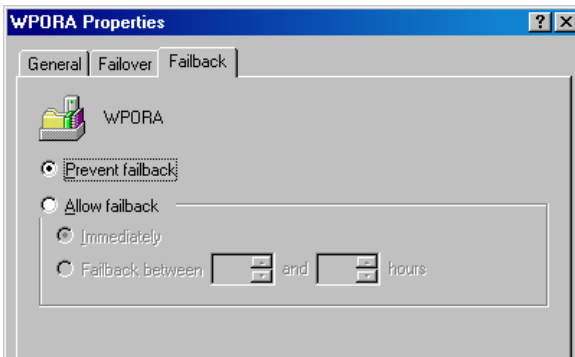 WPORA Properties
General Failover Failback
WPORA
Prevent failback
Allow failback
Immediately
Failback between and hours